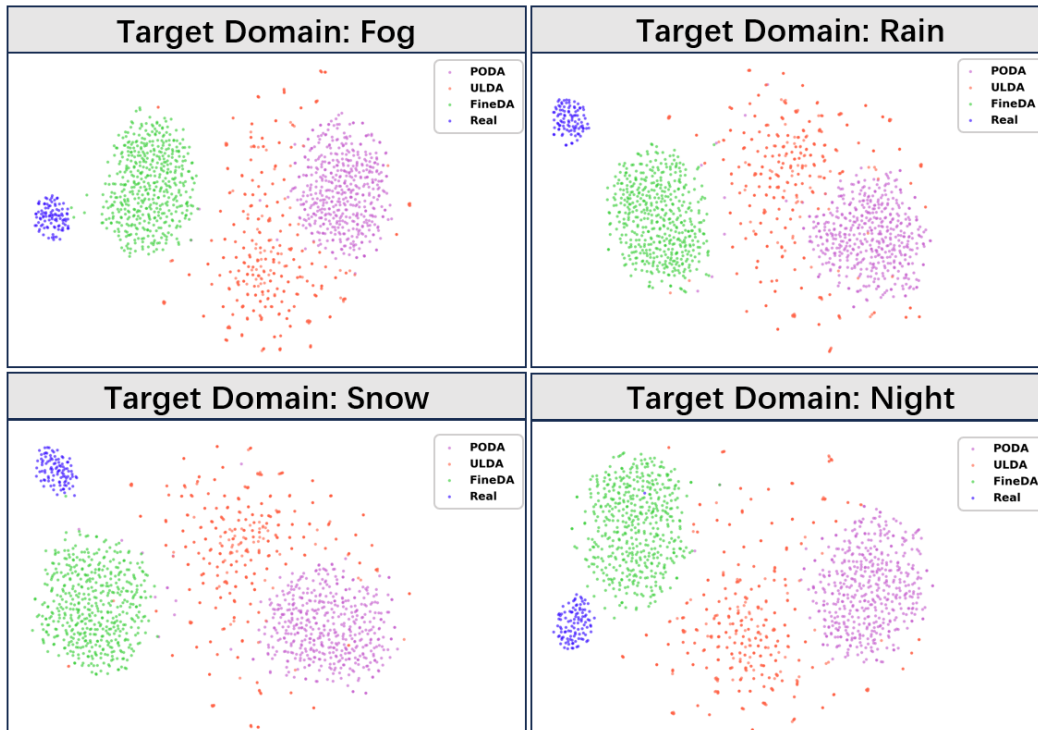 Target Domain: Fog
PODA
ULDA
FineDA
Real
Target Domain: Rain
PODA
ULDA
FineDA
Real
Target Domain: Snow
PODA
ULDA
FineDA
Real
Target Domain: Night
PODA
ULDA
FineDA
Real